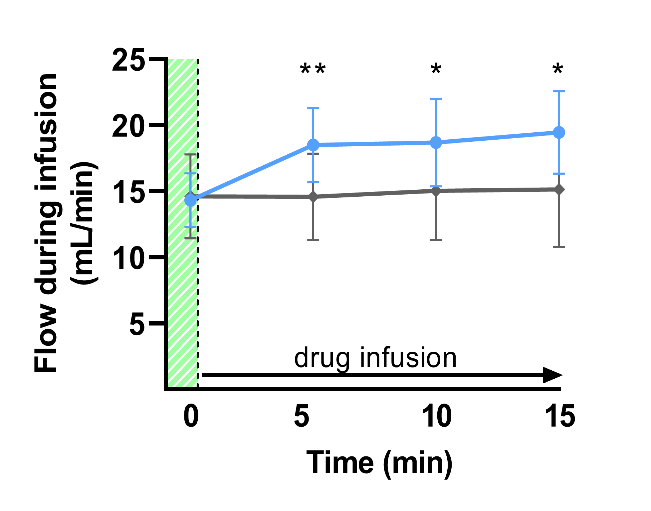 Flow during infusion
(mL/min)
25
20
15
10
5
** * *
drug infusion
0 5 10 15
Time (min)